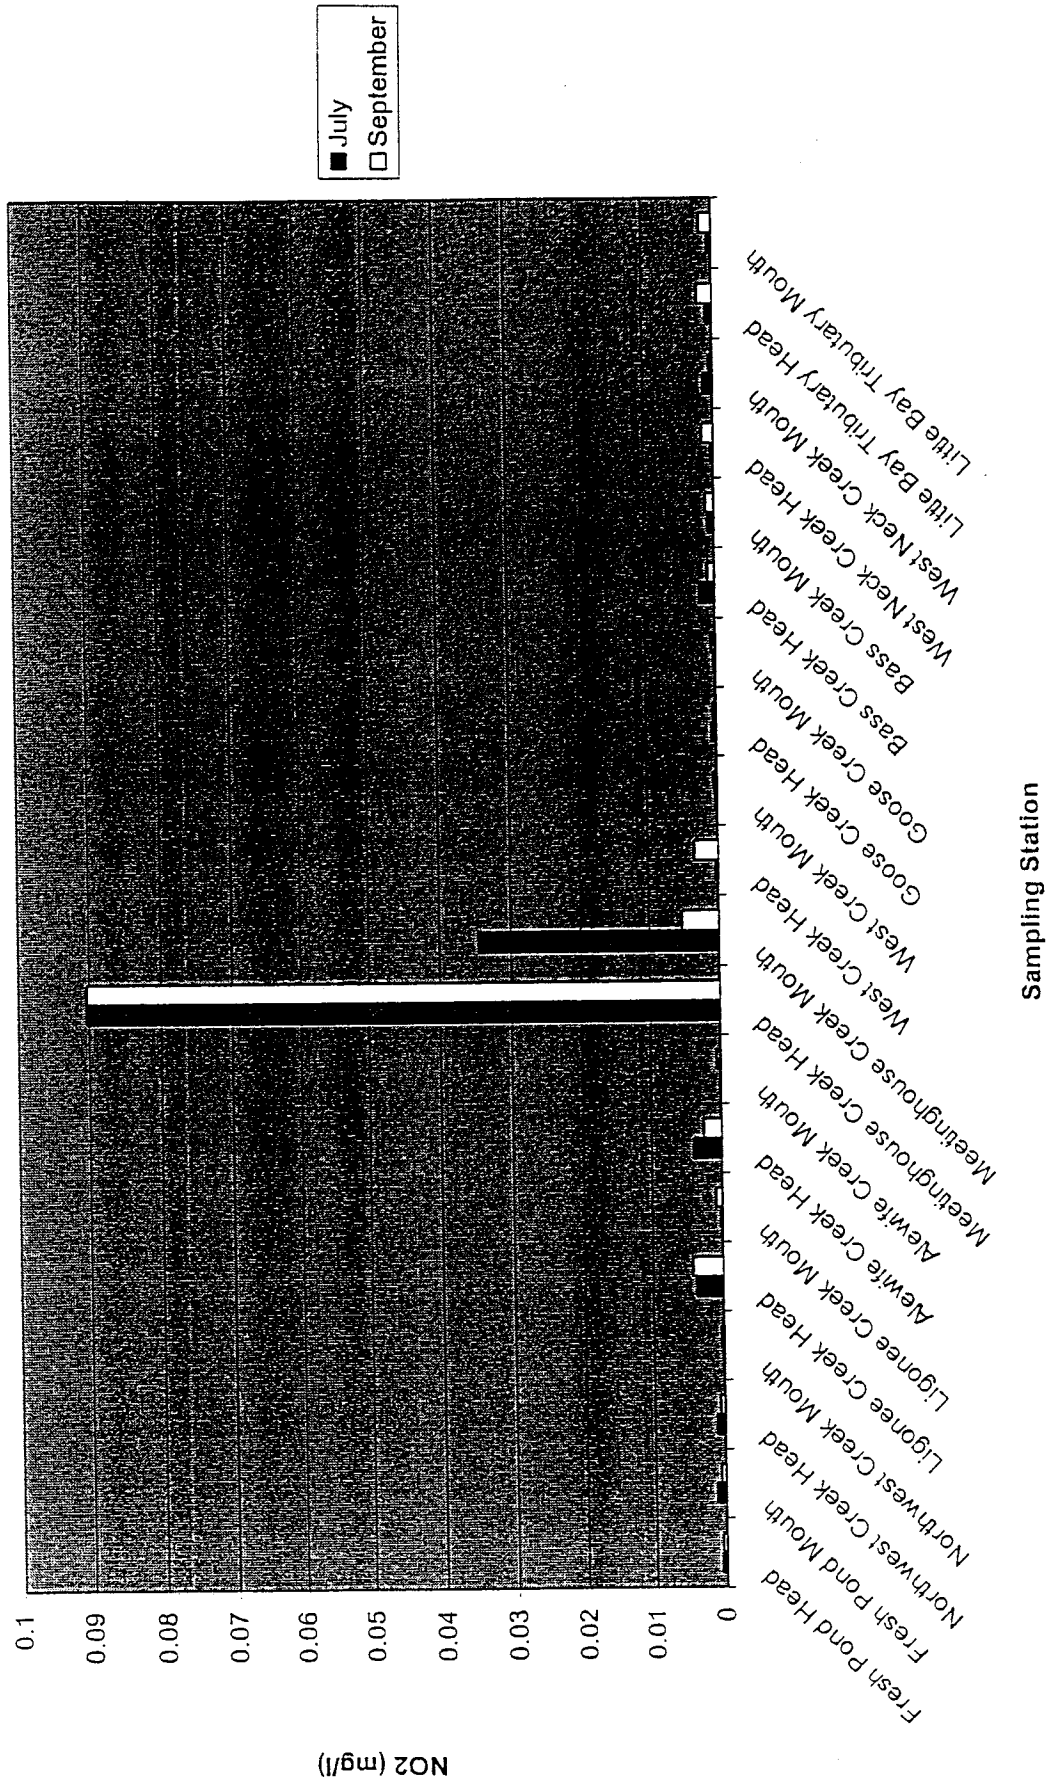 NO2 (mg/l)
0.1
0.09
0.08
0.07
0.06
0.05
0.04
0.03
0.02
0.01
0
Fresh Pond Head
Fresh Pond Mouth
Northwest Creek Head
Northwest Creek Mouth
Ligonee Creek Head
Ligonee Creek Mouth
Alewife Creek Head
Alewife Creek Mouth
Meetinghouse Creek Head
Meetinghouse Creek Mouth
West Creek Head
West Creek Mouth
Goose Creek Head
Goose Creek Mouth
Bass Creek Head
Bass Creek Mouth
West Neck Creek Head
West Neck Creek Mouth
Little Bay Tributary Head
Little Bay Tributary Mouth
Sampling Station
July
September